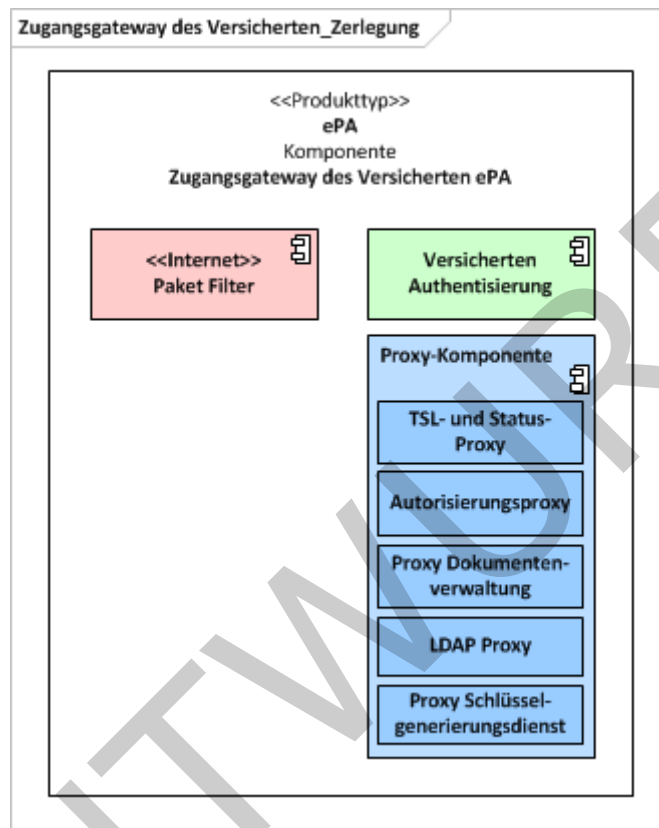 Zugangsgateway des Versicherten_Zerlegung
<<Produkttyp>>
ePA
Komponente
Zugangsgateway des Versicherten ePA
<<Internet>>
Paket Filter
Versicherten
Authentisierung
Proxy-Komponente
TSL- und Status-
Proxy
Autorisierungsproxy
Proxy Dokumenten-
verwaltung
LDAP Proxy
Proxy Schlüssel-
generierungsdienst